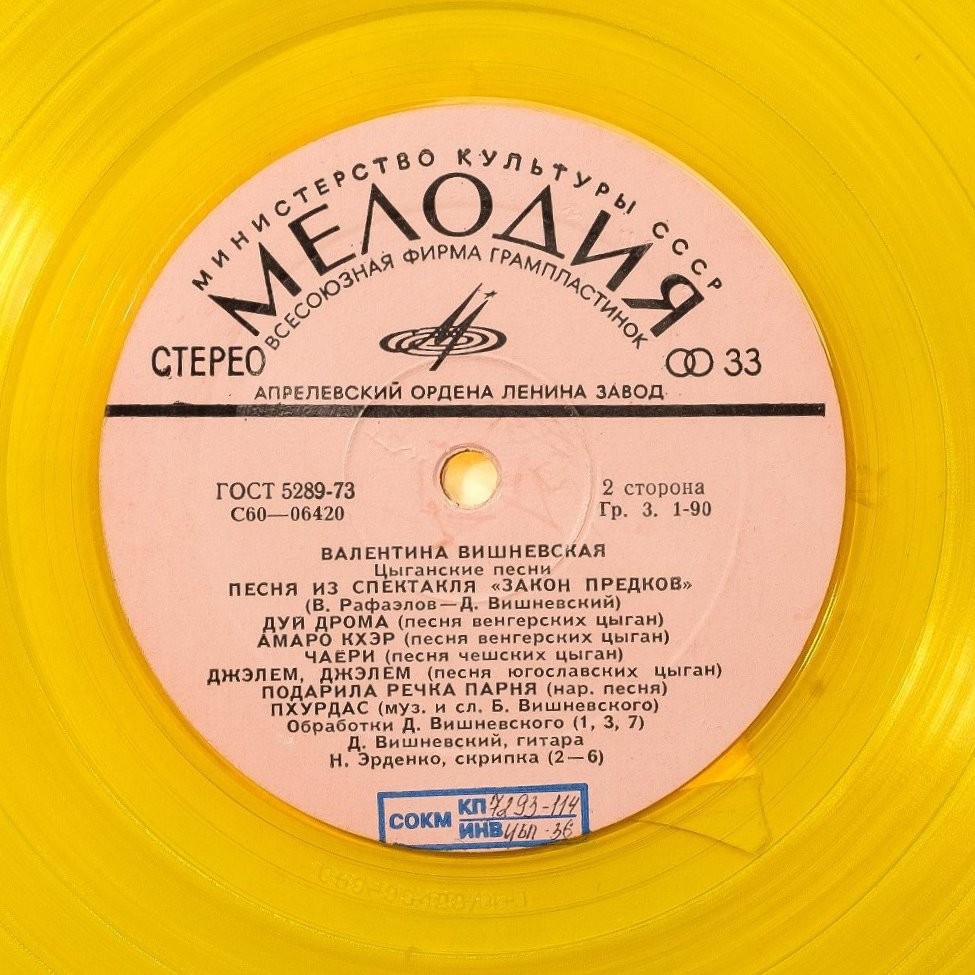 МИНИСТЕРСТВО КУЛЬТУРЫ СССР
МЕЛОДИЯ
ВСЕСОЮЗНАЯ ФИРМА ГРАМПЛАСТИНОК
СТЕРЕО
33
АПРЕЛЕВСКИЙ ОРДЕНА ЛЕНИНА ЗАВОД
ГОСТ 5289-73
С60—06420
2 сторона
Гр. 3. 1-90
ВАЛЕНТИНА ВИШНЕВСКАЯ
Цыганские песни
ПЕСНЯ ИЗ СПЕКТАКЛЯ «ЗАКОН ПРЕДКОВ»
(В. Рафаэлов—Д. Вишневский)
ДУЙ ДРОМА (песня венгерских цыган)
АМАРО КХЭР (песня венгерских цыган)
ЧАЁРИ (песня чешских цыган)
ДЖЭЛЕМ, ДЖЭЛЕМ (песня югославских цыган)
ПОДАРИЛА РЕЧКА ПАРНЯ (нар. песня)
ПХУРДАС (муз. и сл. Б. Вишневского)
Обработки Д. Вишневского (1, 3, 7)
Д. Вишневский, гитара
Н. Эрденко, скрипка (2—6)
СОКМ КП 7293-114
ИНВ